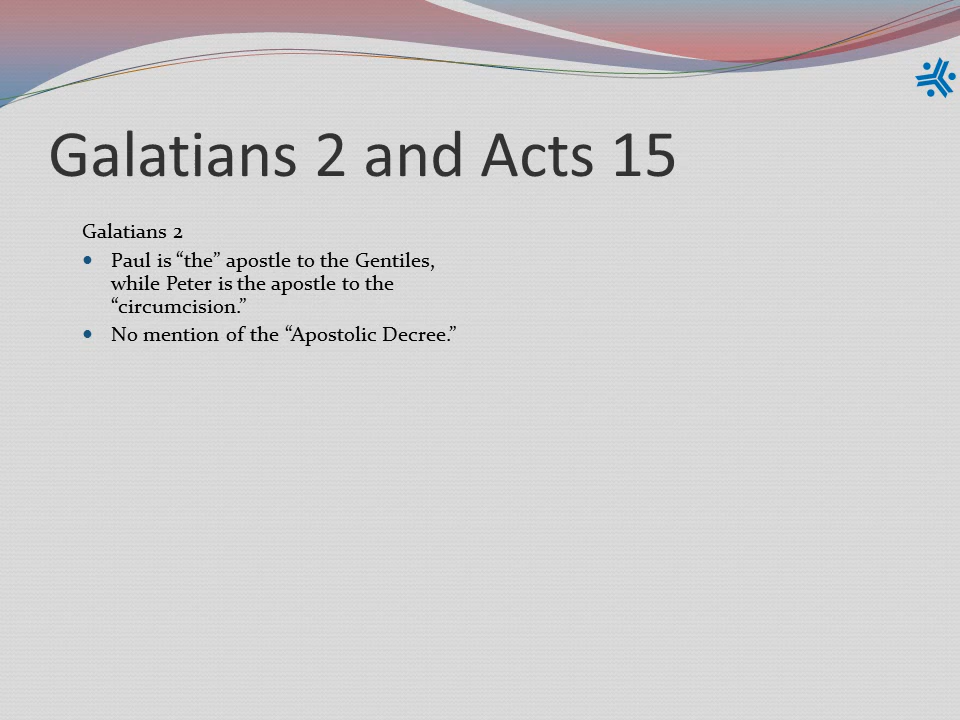 Galatians 2 and Acts 15
Galatians 2
• Paul is “the” apostle to the Gentiles,
while Peter is the apostle to the
“circumcision.”
• No mention of the “Apostolic Decree.”